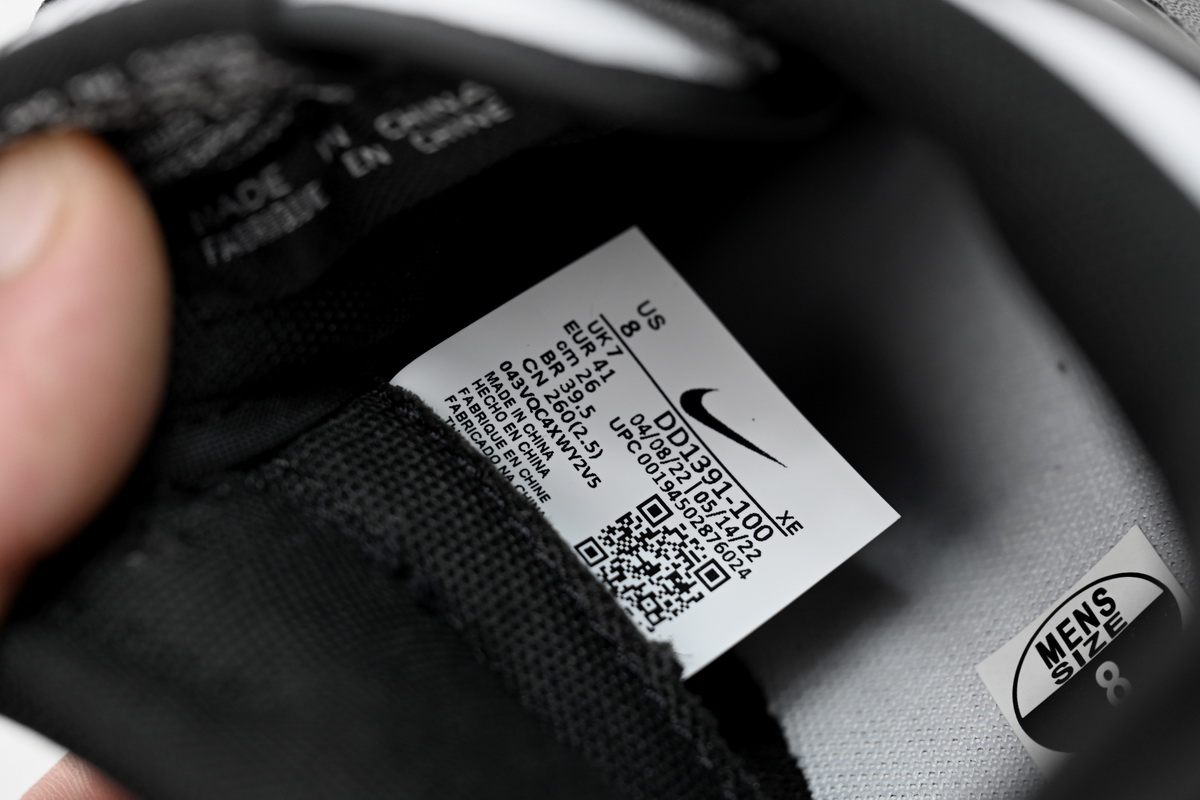 MADE IN CHINA
FABRIQUÉ EN CHINE
US
8
UK 7
EUR 41
cm 26
BR 39.5
CN 260(2.5)
043VQC4XWY2V5
MADE IN CHINA
HECHO EN CHINA
FABRIQUE EN CHINE
FABRICADO NA
DD1391-100
XE
04/08/22 05/14/22
UPC 00194502876024
MENS
SIZE
8